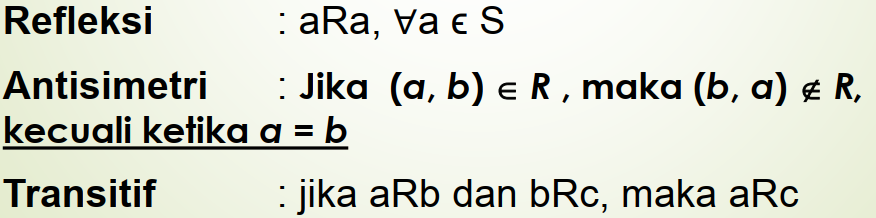 Refleksi : aRa, ∀a ϵ S
Antisimetri : Jika (a, b) ∈ R , maka (b, a) ∉ R,
kecuali ketika a = b
Transitif : jika aRb dan bRc, maka aRc